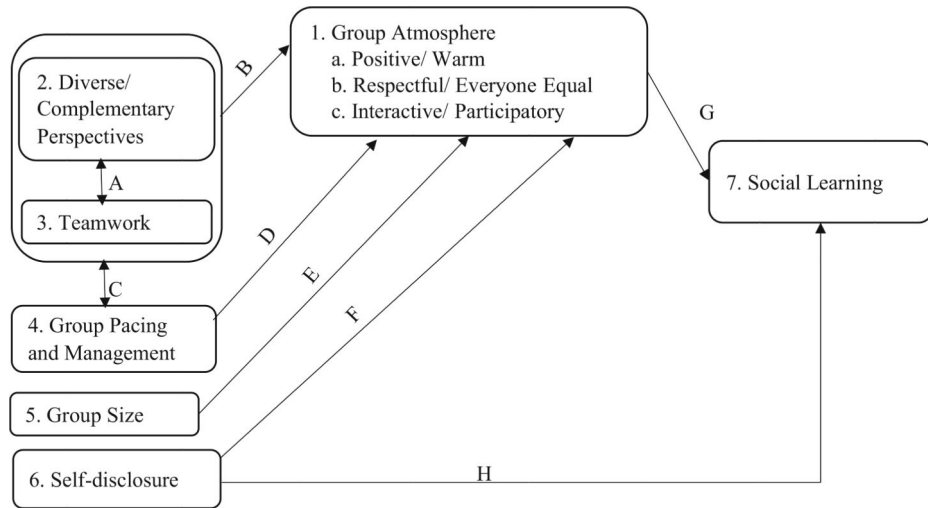 1. Group Atmosphere
a. Positive/ Warm
b. Respectful/ Everyone Equal
c. Interactive/ Participatory
2. Diverse/
Complementary
Perspectives
A
3. Teamwork
B
C
4. Group Pacing
and Management
D
5. Group Size
E
6. Self-disclosure
F
G
7. Social Learning
H